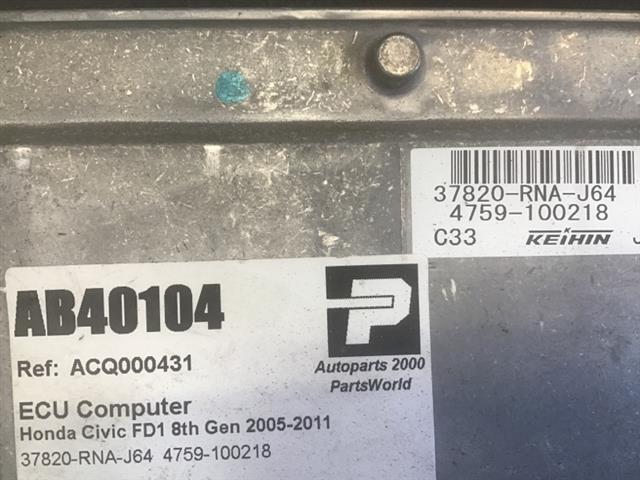 37820-RNA-J64
4759-100218
C33 KEIHIN J
AB40104
Ref: ACQ000431
P
Autoparts 2000
PartsWorld
ECU Computer
Honda Civic FD1 8th Gen 2005-2011
37820-RNA-J64 4759-100218